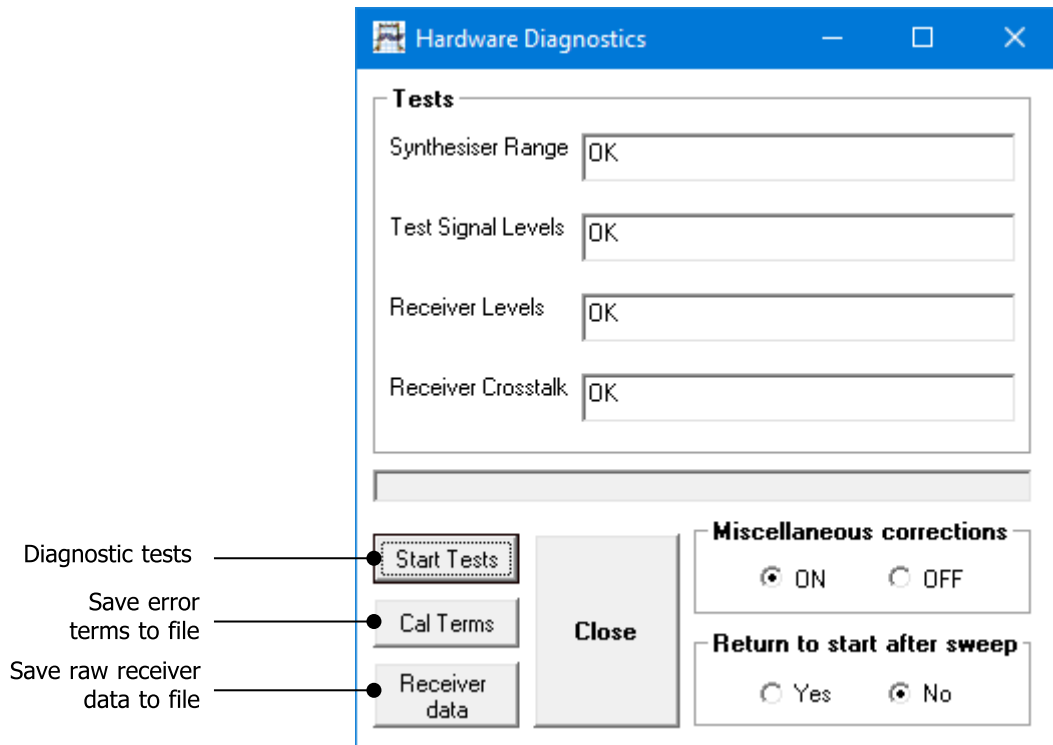 Hardware Diagnostics
Tests
Synthesiser Range
OK
Test Signal Levels
OK
Receiver Levels
OK
Receiver Crosstalk
OK
Diagnostic tests
Start Tests
Save error
terms to file
Cal Terms
Save raw receiver
data to file
Receiver
data
Close
Miscellaneous corrections
ON OFF
Return to start after sweep
Yes No